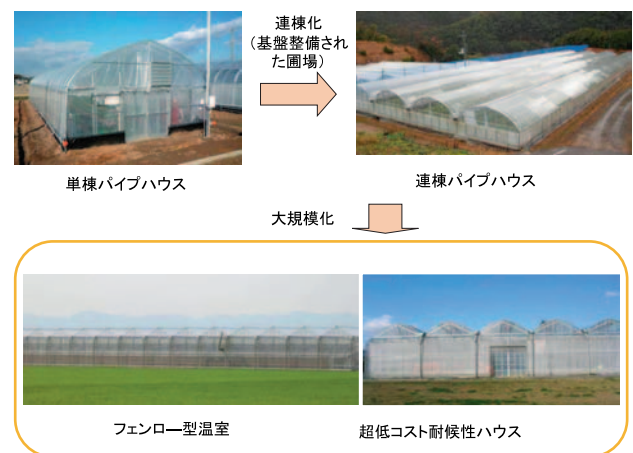 連棟化
（基盤整備され
た圃場）
単棟パイプハウス
連棟パイプハウス
大規模化
フェンロ―型温室
超低コスト耐候性ハウス